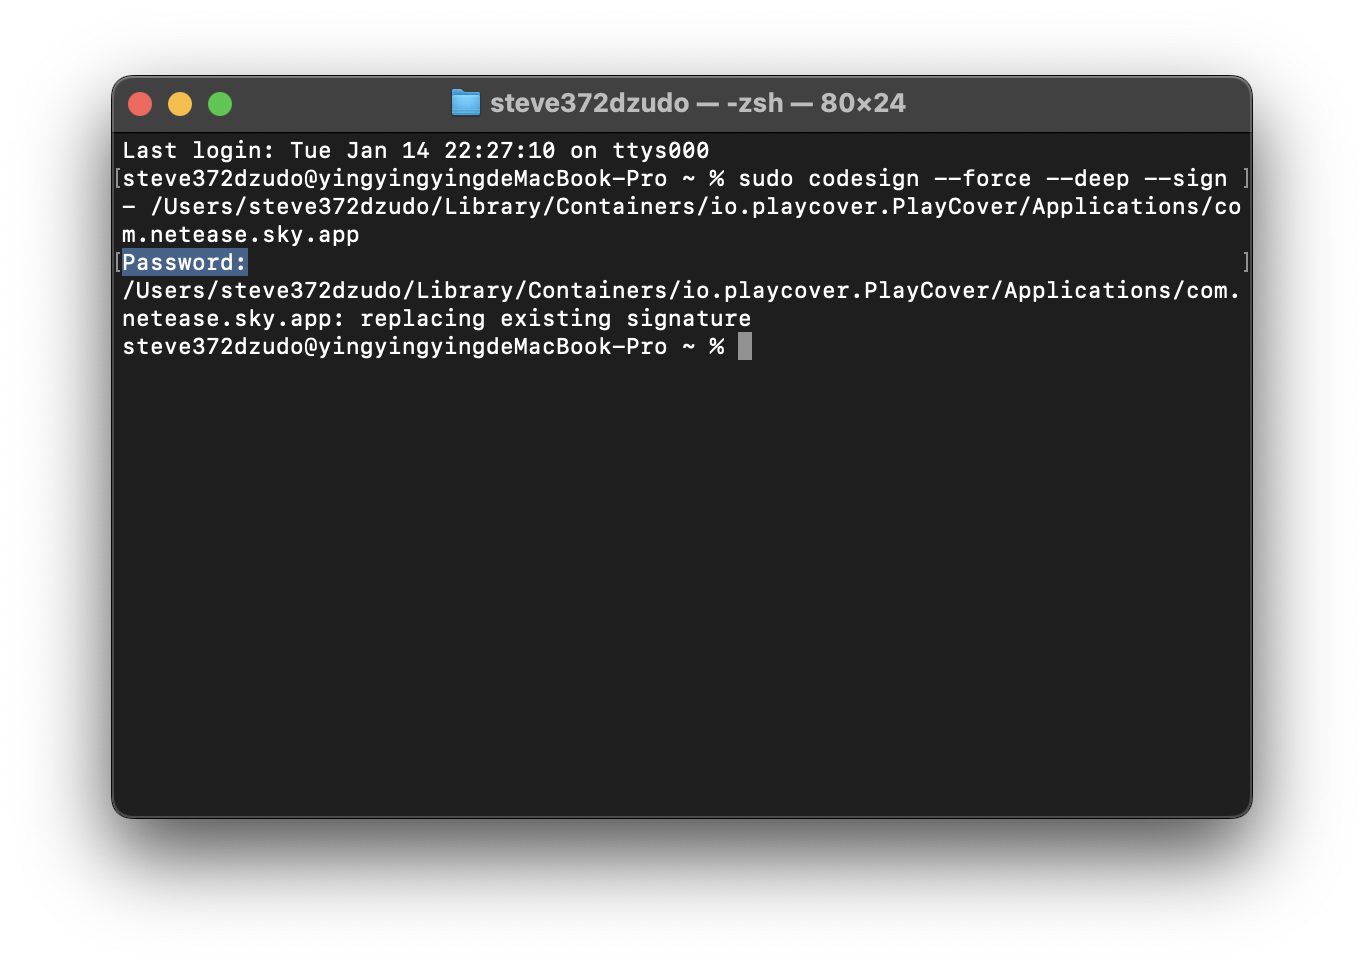 steve372dzudo — -zsh — 80×24
Last login: Tue Jan 14 22:27:10 on ttys000
[steve372dzudo@yingyingyingdeMacBook-Pro ~ % sudo codesign --force --deep --sign ]
- /Users/steve372dzudo/Library/Containers/io.playcover.PlayCover/Applications/co
m.netease.sky.app
[Password: ]
/Users/steve372dzudo/Library/Containers/io.playcover.PlayCover/Applications/com.
netease.sky.app: replacing existing signature
steve372dzudo@yingyingyingdeMacBook-Pro ~ %